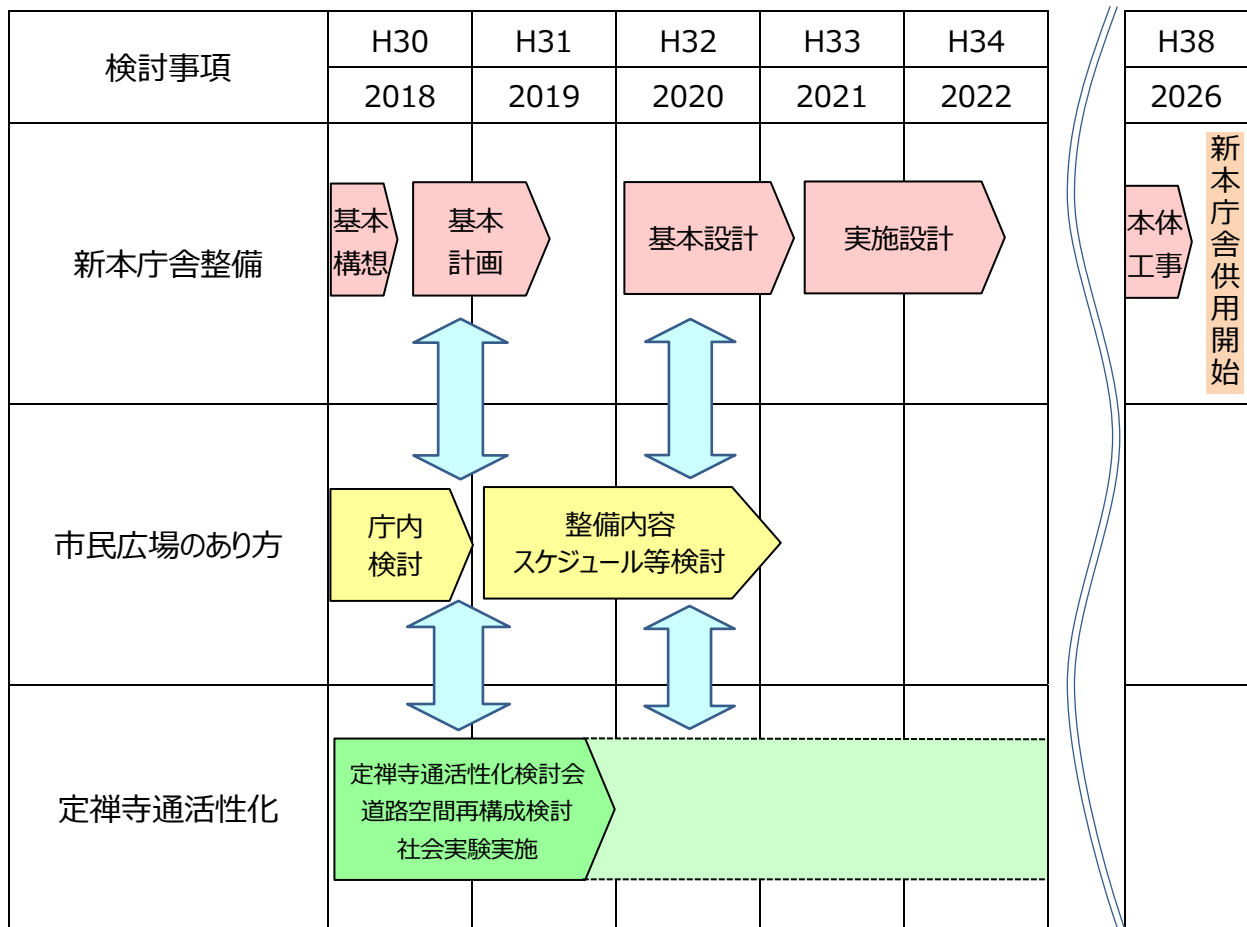 検討事項
H30
H31
H32
H33
H34
H38
2018
2019
2020
2021
2022
2026
新本庁舎整備
基本
構想
基本
計画
基本設計
実施設計
本体
工事
新本庁舎供用開始
市民広場のあり方
庁内
検討
整備内容
スケジュール等検討
定禅寺通活性化
定禅寺通活性化検討会
道路空間再構成検討
社会実験実施